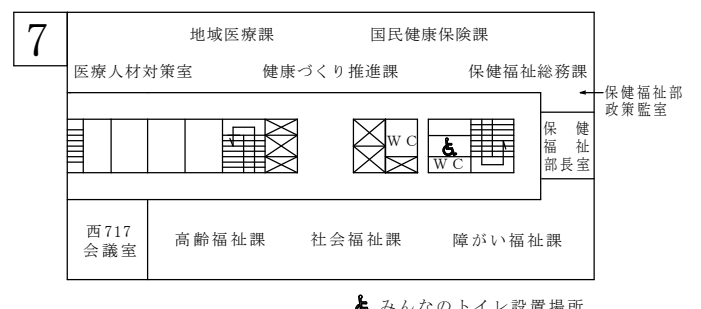 7
地域医療課
国民健康保険課
医療人材対策室
健康づくり推進課
保健福祉総務課
保健福祉部
政策監室
保健
福祉
部長室
WC
WC
西717
会議室
高齢福祉課
社会福祉課
障がい福祉課
みんなのトイレ設置場所